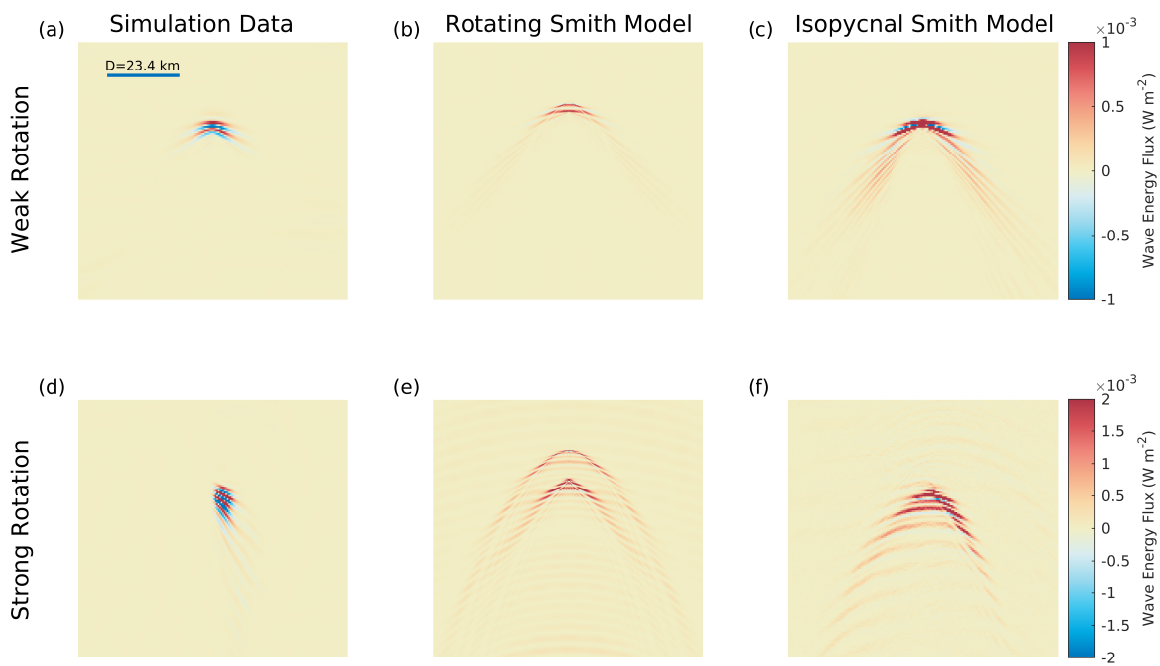 Simulation Data
Rotating Smith Model
Isopycnal Smith Model
(a)
(b)
(c)
×10^-3
D=23.4 km
Weak Rotation
1
0.5
0
-0.5
-1
Wave Energy Flux (W m^-2)
(d)
(e)
(f)
×10^-3
Strong Rotation
2
1.5
1
0.5
0
-0.5
-1
-1.5
-2
Wave Energy Flux (W m^-2)